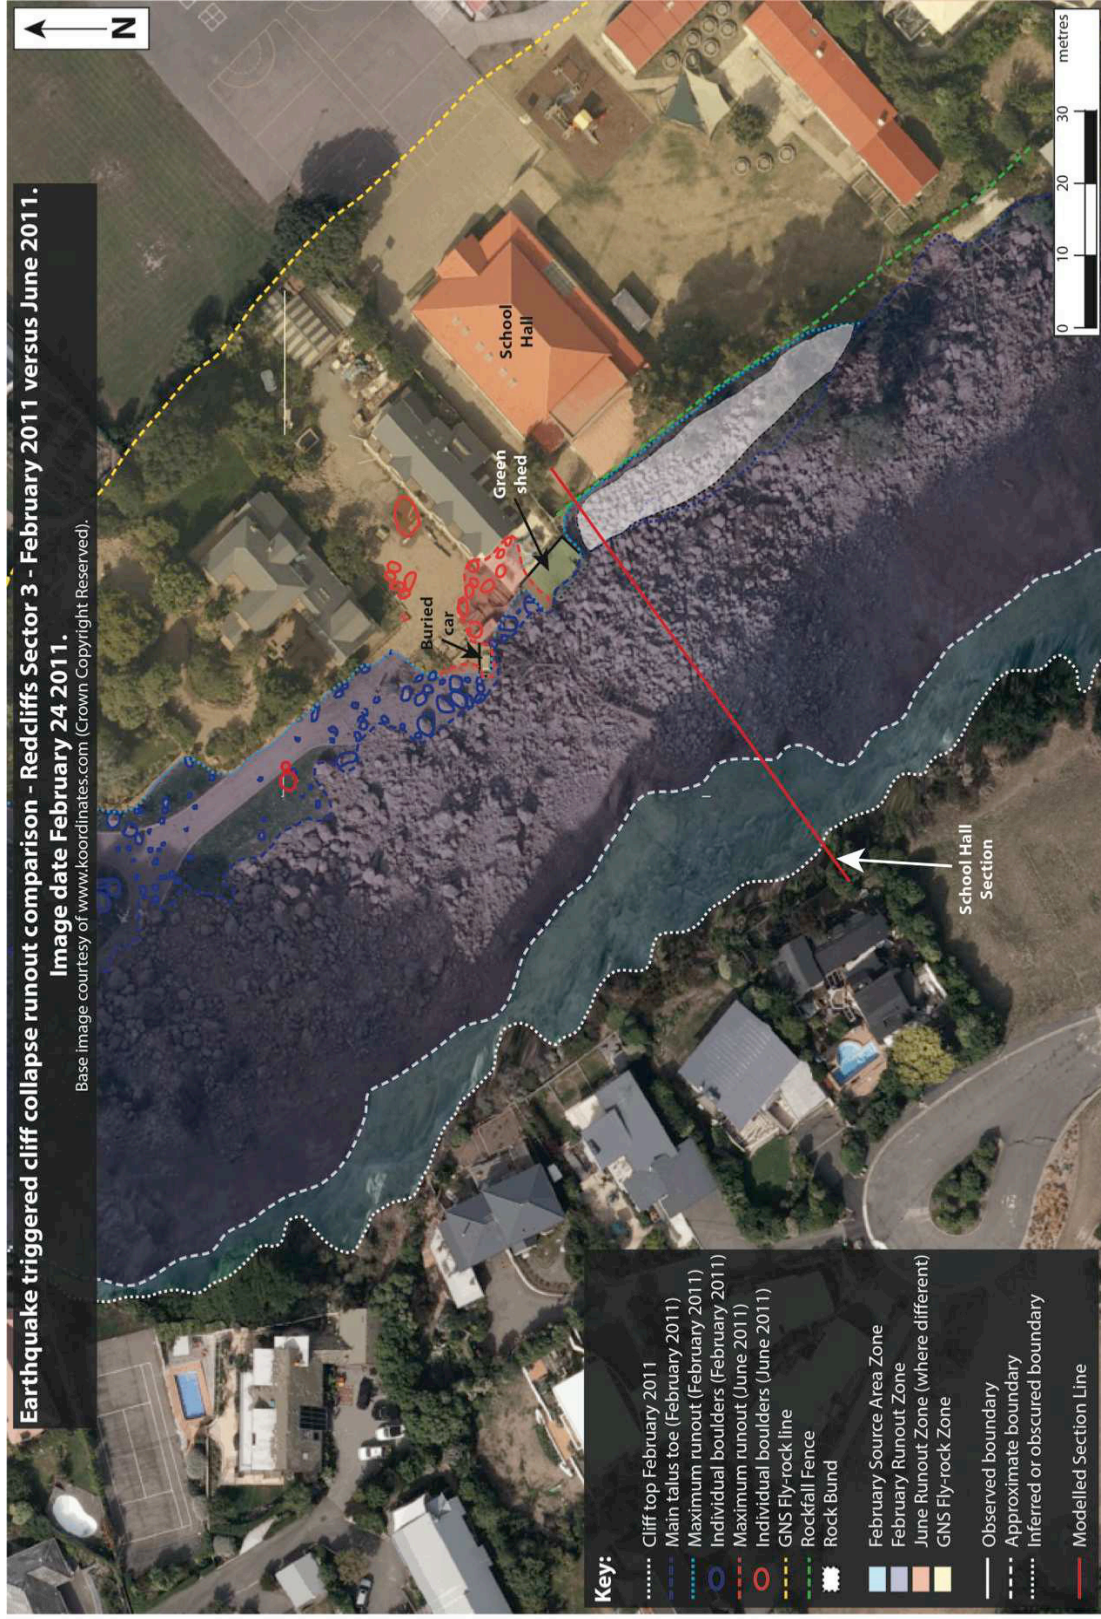 Earthquake triggered cliff collapse runout comparison - Redcliffs Sector 3 - February 2011 versus June 2011.
Image date February 24 2011.
Base image courtesy of www.koordinates.com (Crown Copyright Reserved).
N
School
Hall
Green
shed
Buried
car
School Hall
Section
Key:
Cliff top February 2011
Main talus toe (February 2011)
Maximum runout (February 2011)
Individual boulders (February 2011)
Maximum runout (June 2011)
Individual boulders (June 2011)
GNS Fly-rock line
Rockfall Fence
Rock Bund
February Source Area Zone
February Runout Zone
June Runout Zone (where different)
GNS Fly-rock Zone
Observed boundary
Approximate boundary
Inferred or obscured boundary
Modelled Section Line
0 10 20 30
metres